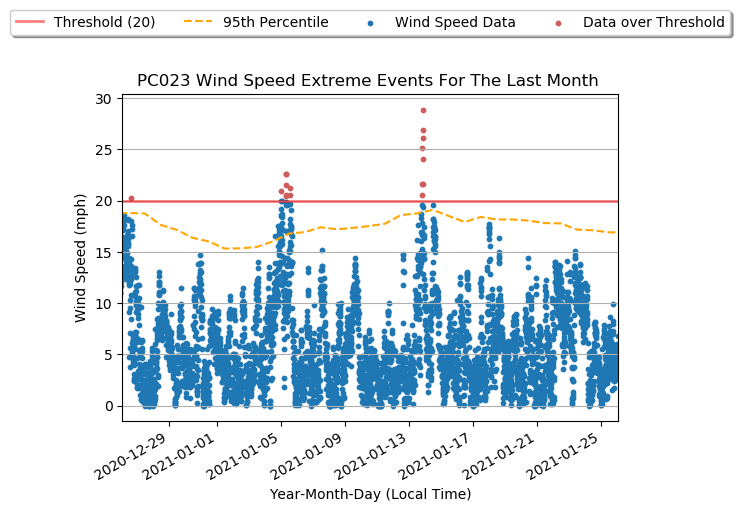 Threshold (20) 95th Percentile Wind Speed Data Data over Threshold
PC023 Wind Speed Extreme Events For The Last Month
30
25
20
15
10
5
0
Wind Speed (mph)
2020-12-29 2021-01-01 2021-01-05 2021-01-09 2021-01-13 2021-01-17 2021-01-21 2021-01-25
Year-Month-Day (Local Time)